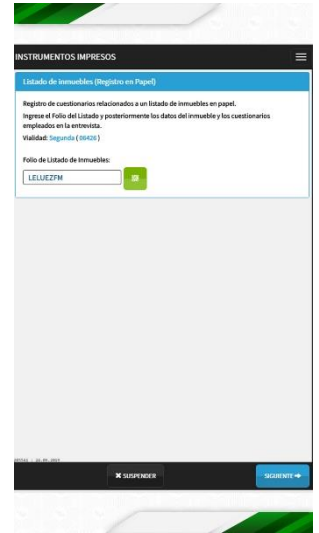 INSTRUMENTOS IMPRESOS
Listado de inmuebles (Registro en Papel)
Registro de cuestionarios relacionados a un listado de inmuebles en papel.
Ingrese el Folio del Listado y posteriormente los datos del inmueble y los cuestionarios
empleados en la entrevista.
Vialidad: Segunda ( 06426 )
Folio de Listado de Inmuebles:
LELUEZFM
SUSPENDER
SIGUIENTE